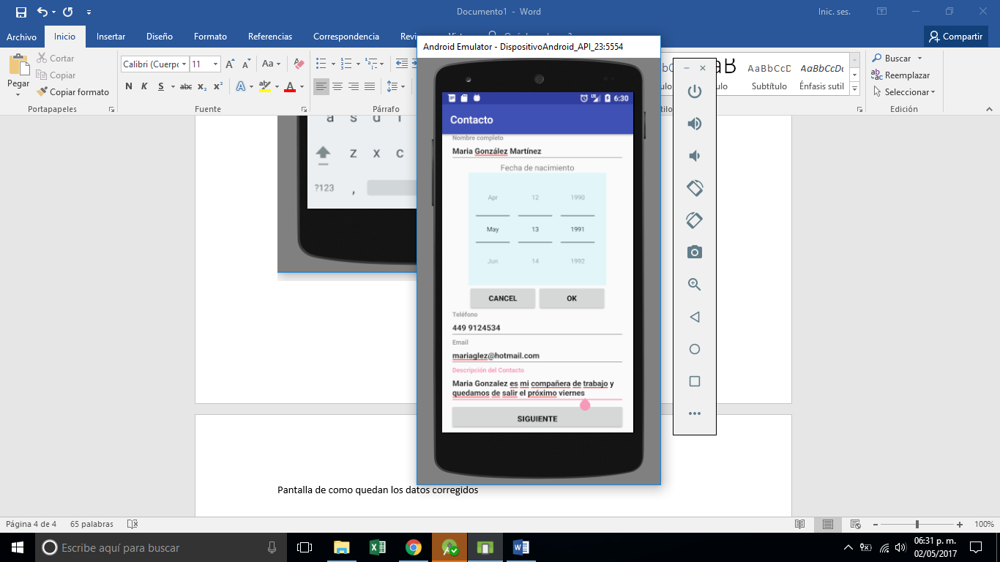 Documento1 - Word
Inic. ses.
Archivo
Inicio
Insertar
Diseño
Formato
Referencias
Correspondencia
Compartir
Pegar
Cortar
Copiar
Copiar formato
Portapapeles
Calibri (Cuerpo
11
Aa
N K S abc x₂ x²
A
A
Fuente
Párrafo
AaBbCcD
Subtítulo
AaBbCcDc
Énfasis sutil
Buscar
Reemplazar
Seleccionar
Edición
Android Emulator - DispositivoAndroid_API_23:5554
6:30
Contacto
Nombre completo
Maria González Martínez
Fecha de nacimiento
Apr 12 1990
May 13 1991
Jun 14 1992
CANCEL
OK
Teléfono
449 9124534
Email
mariaglez@hotmail.com
Descripción del Contacto
Maria Gonzalez es mi compañera de trabajo y
quedamos de salir el próximo viernes
SIGUIENTE
a s d f
z x c
?123 ,
Pantalla de como quedan los datos corregidos
Página 4 de 4
65 palabras
100%
Escribe aquí para buscar
06:31 p. m.
02/05/2017